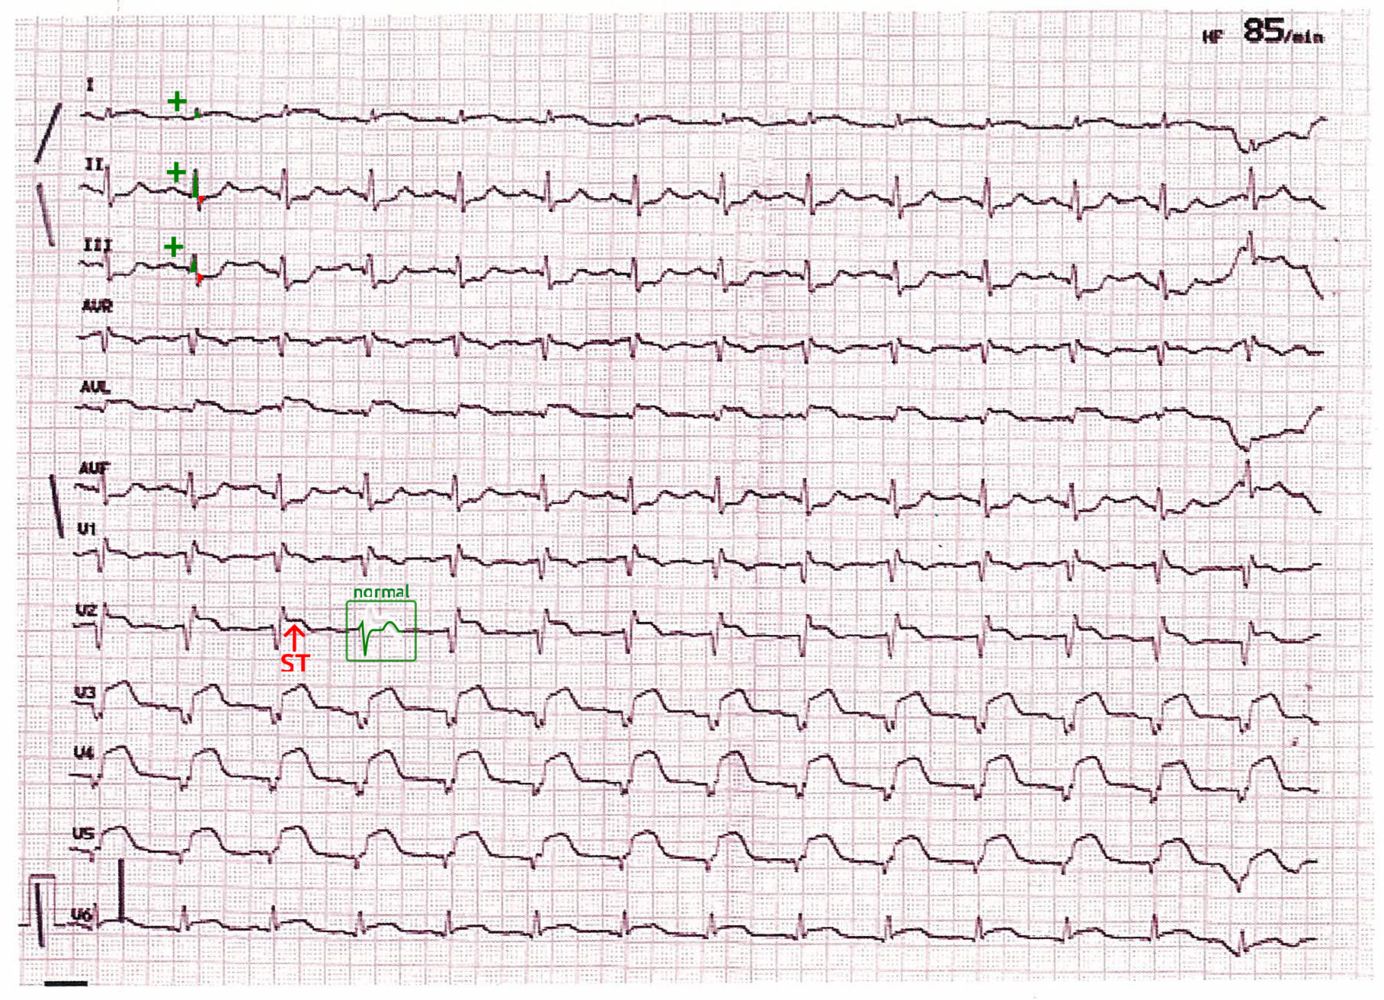 HF 85/min
I
+
II
+
III
+
AVR
AVL
AVF
V1
normal
V2
ST
V3
V4
V5
V6